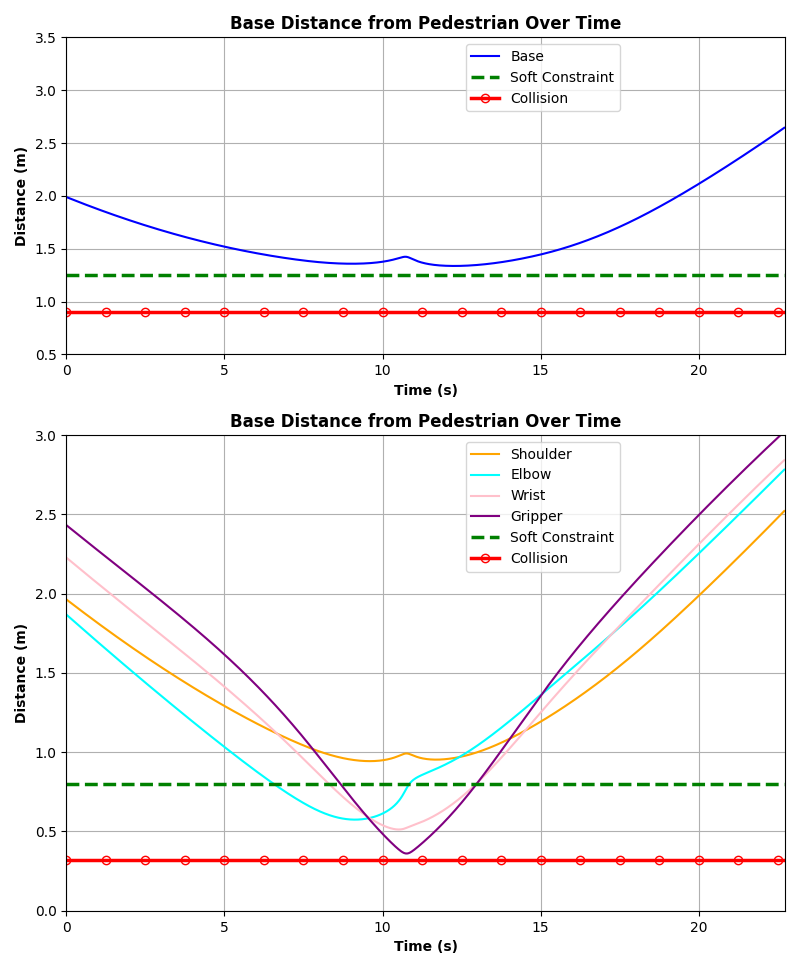 Base Distance from Pedestrian Over Time
3.5
3.0
2.5
2.0
1.5
1.0
0.5
Distance (m)
Base
Soft Constraint
Collision
0 5 10 15 20
Time (s)
Base Distance from Pedestrian Over Time
3.0
2.5
2.0
1.5
1.0
0.5
0.0
Distance (m)
Shoulder
Elbow
Wrist
Gripper
Soft Constraint
Collision
0 5 10 15 20
Time (s)